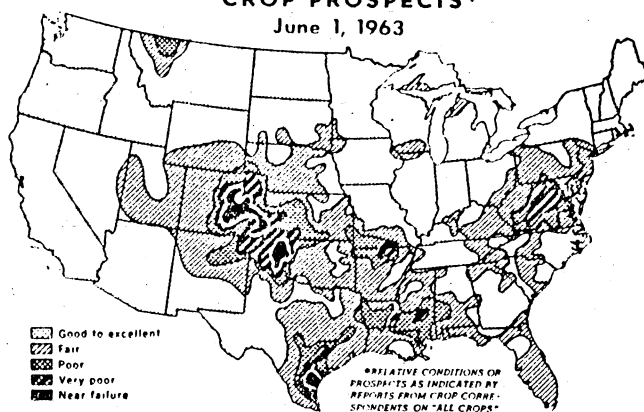 CROP PROSPECTS*
June 1, 1963
Good to excellent
Fair
Poor
Very poor
Near failure
*RELATIVE CONDITIONS OR
PROSPECTS AS INDICATED BY
REPORTS FROM CROP CORRE-
SPONDENTS ON "ALL CROPS"